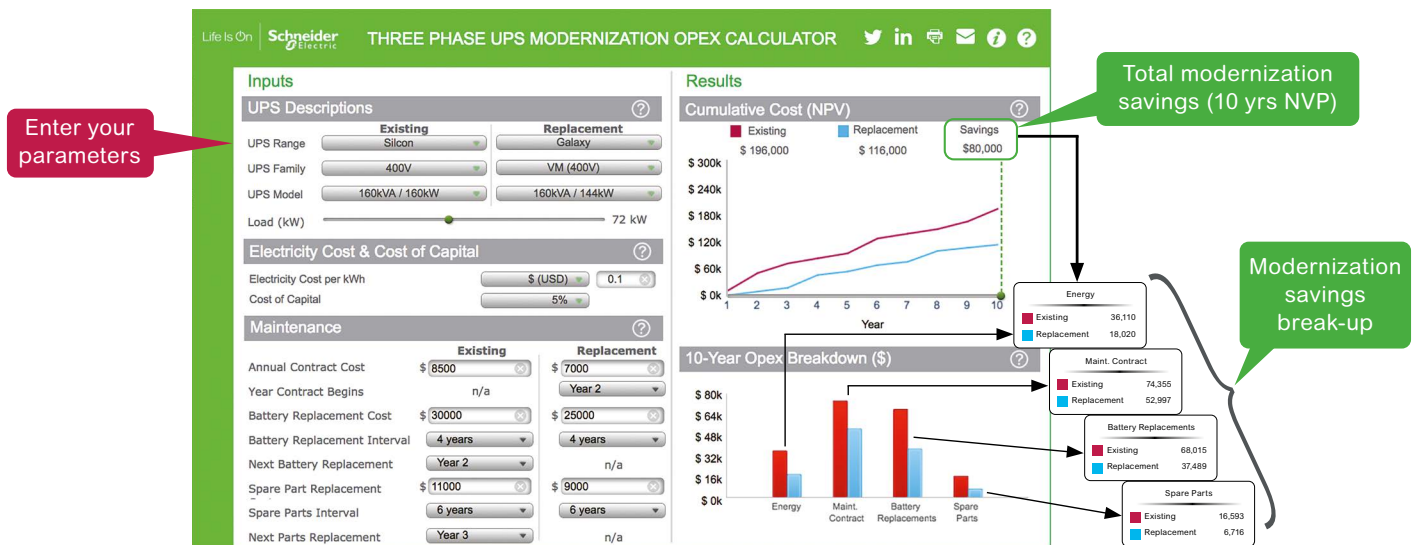 Life Is On | Schneider Electric
THREE PHASE UPS MODERNIZATION OPEX CALCULATOR
Enter your
parameters
Inputs
UPS Descriptions
Existing Replacement
UPS Range Silcon Galaxy
UPS Family 400V VM (400V)
UPS Model 160kVA / 160kW 160kVA / 144kW
Load (kW) 72 kW
Electricity Cost & Cost of Capital
Electricity Cost per kWh $ (USD) 0.1
Cost of Capital 5%
Maintenance
Existing Replacement
Annual Contract Cost $ 8500 $ 7000
Year Contract Begins n/a Year 2
Battery Replacement Cost $ 30000 $ 25000
Battery Replacement Interval 4 years 4 years
Next Battery Replacement Year 2 n/a
Spare Part Replacement $ 11000 $ 9000
Spare Parts Interval 6 years 6 years
Next Parts Replacement Year 3 n/a
Results
Cumulative Cost (NPV)
Existing Replacement Savings
$ 196,000 $ 116,000 $80,000
$ 300k
$ 240k
$ 180k
$ 120k
$ 60k
$ 0k
1 2 3 4 5 6 7 8 9 10
Year
10-Year Opex Breakdown ($)
$ 80k
$ 64k
$ 48k
$ 32k
$ 16k
$ 0k
Energy Maint. Battery Spare
Contract Replacements Parts
Total modernization
savings (10 yrs NVP)
Energy
Existing 36,110
Replacement 18,020
Maint. Contract
Existing 74,355
Replacement 52,997
Battery Replacements
Existing 68,015
Replacement 37,489
Spare Parts
Existing 16,593
Replacement 6,716
Modernization
savings
break-up